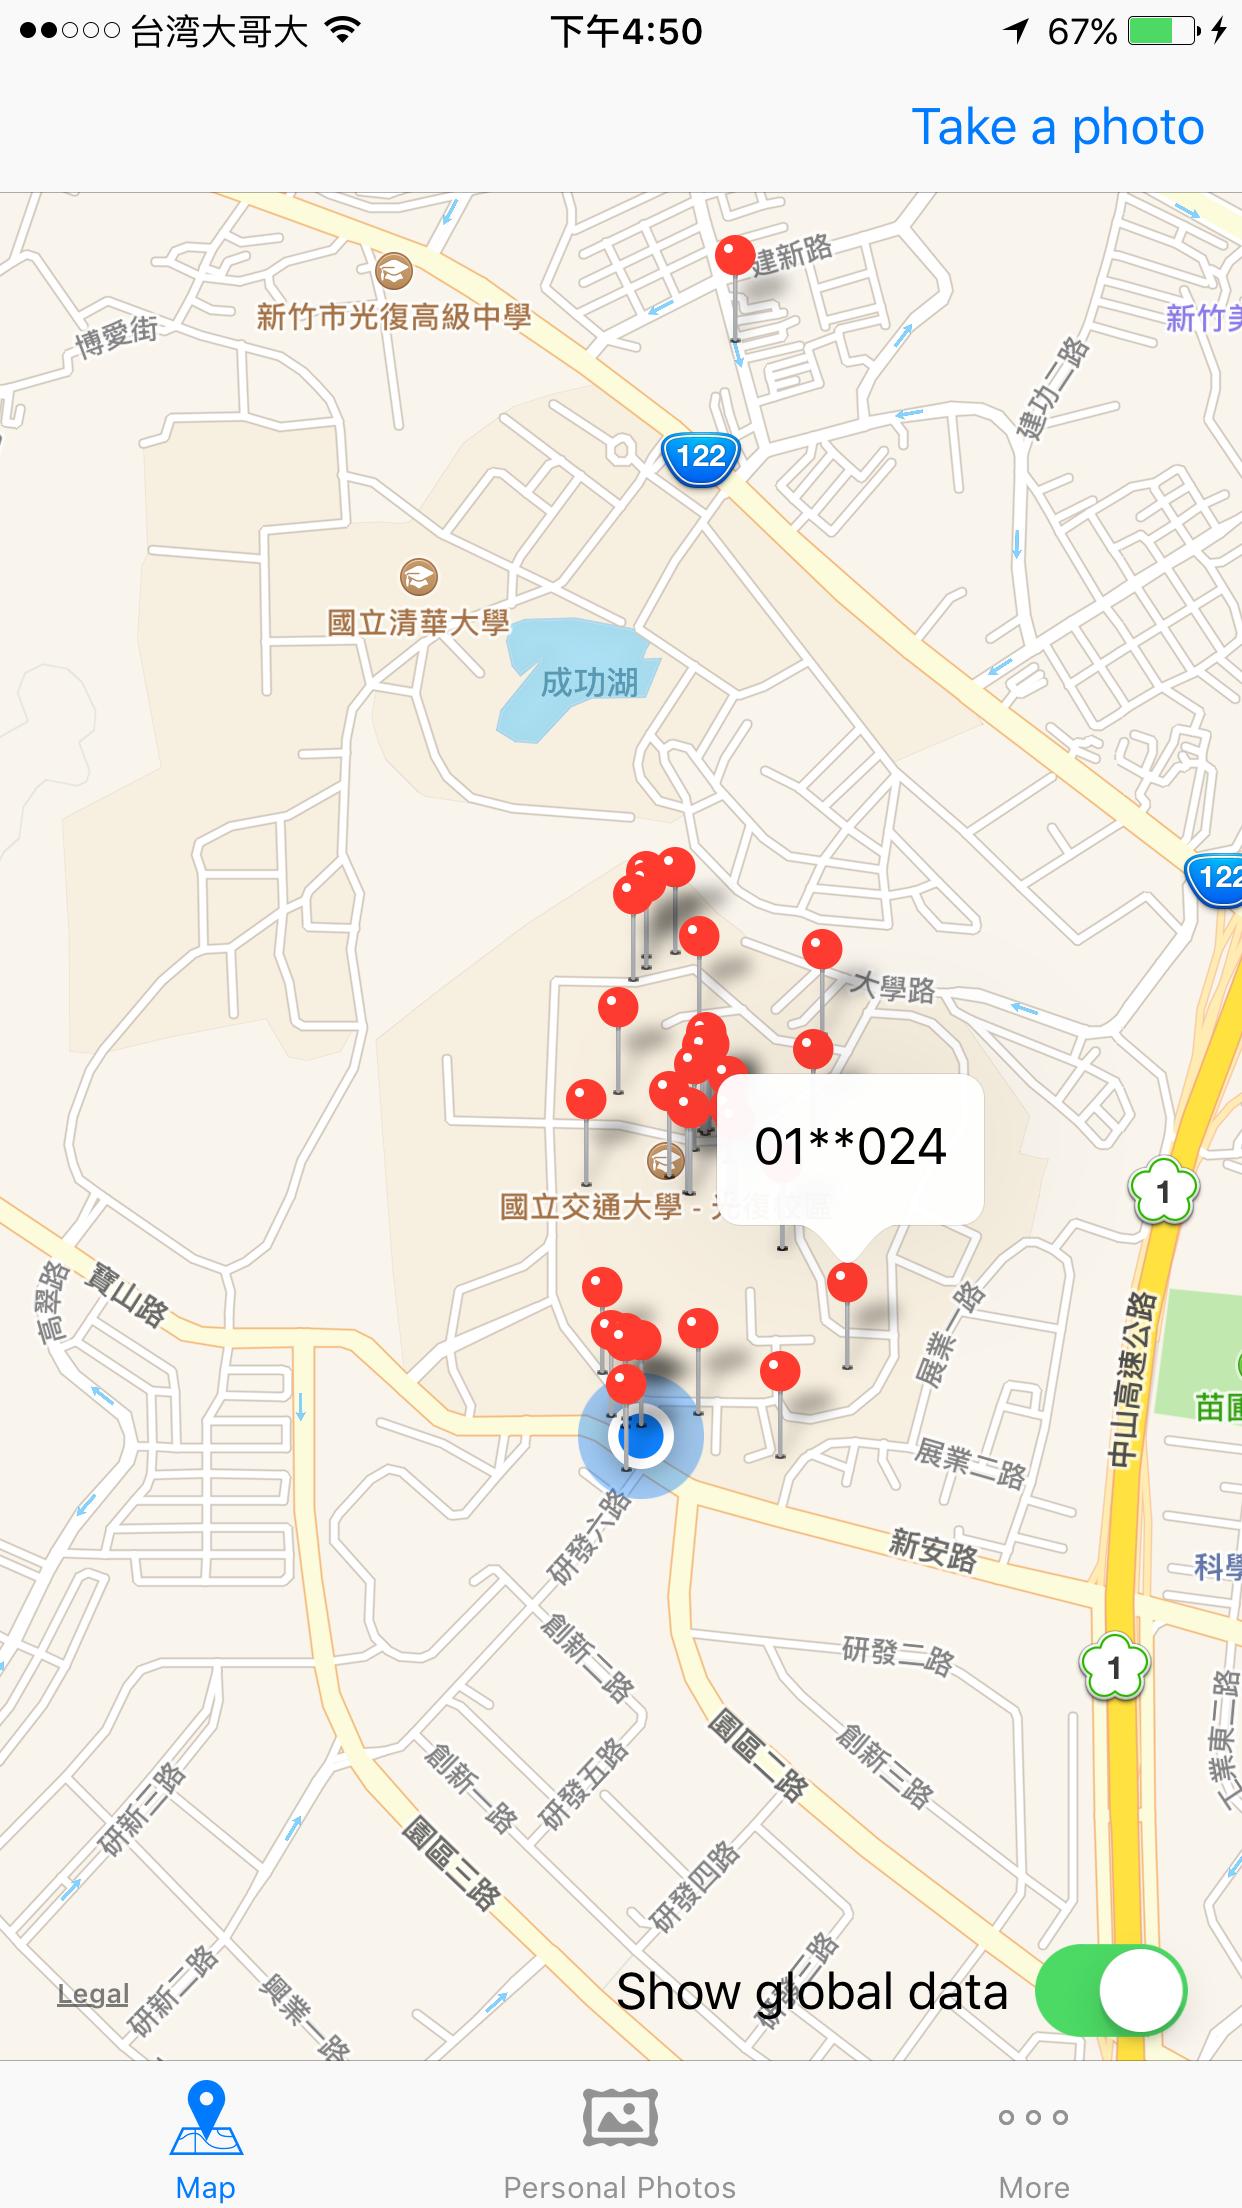 台湾大哥大
下午4:50
67%
Take a photo
建新路
新竹市光復高級中學
新竹美
博愛街
建功二路
122
國立清華大學
成功湖
122
大學路
01**024
國立交通大學 - 光復校區
1
高翠路
寶山路
展業一路
中山高速公路
苗圃
展業二路
研發六路
新安路
科學
創新二路
研發二路
1
園區二路
創新三路
創新一路
研發五路
研新三路
園區三路
研發四路
工業東二路
研發三路
研新二路
興業一路
Legal
Show global data
Map
Personal Photos
More